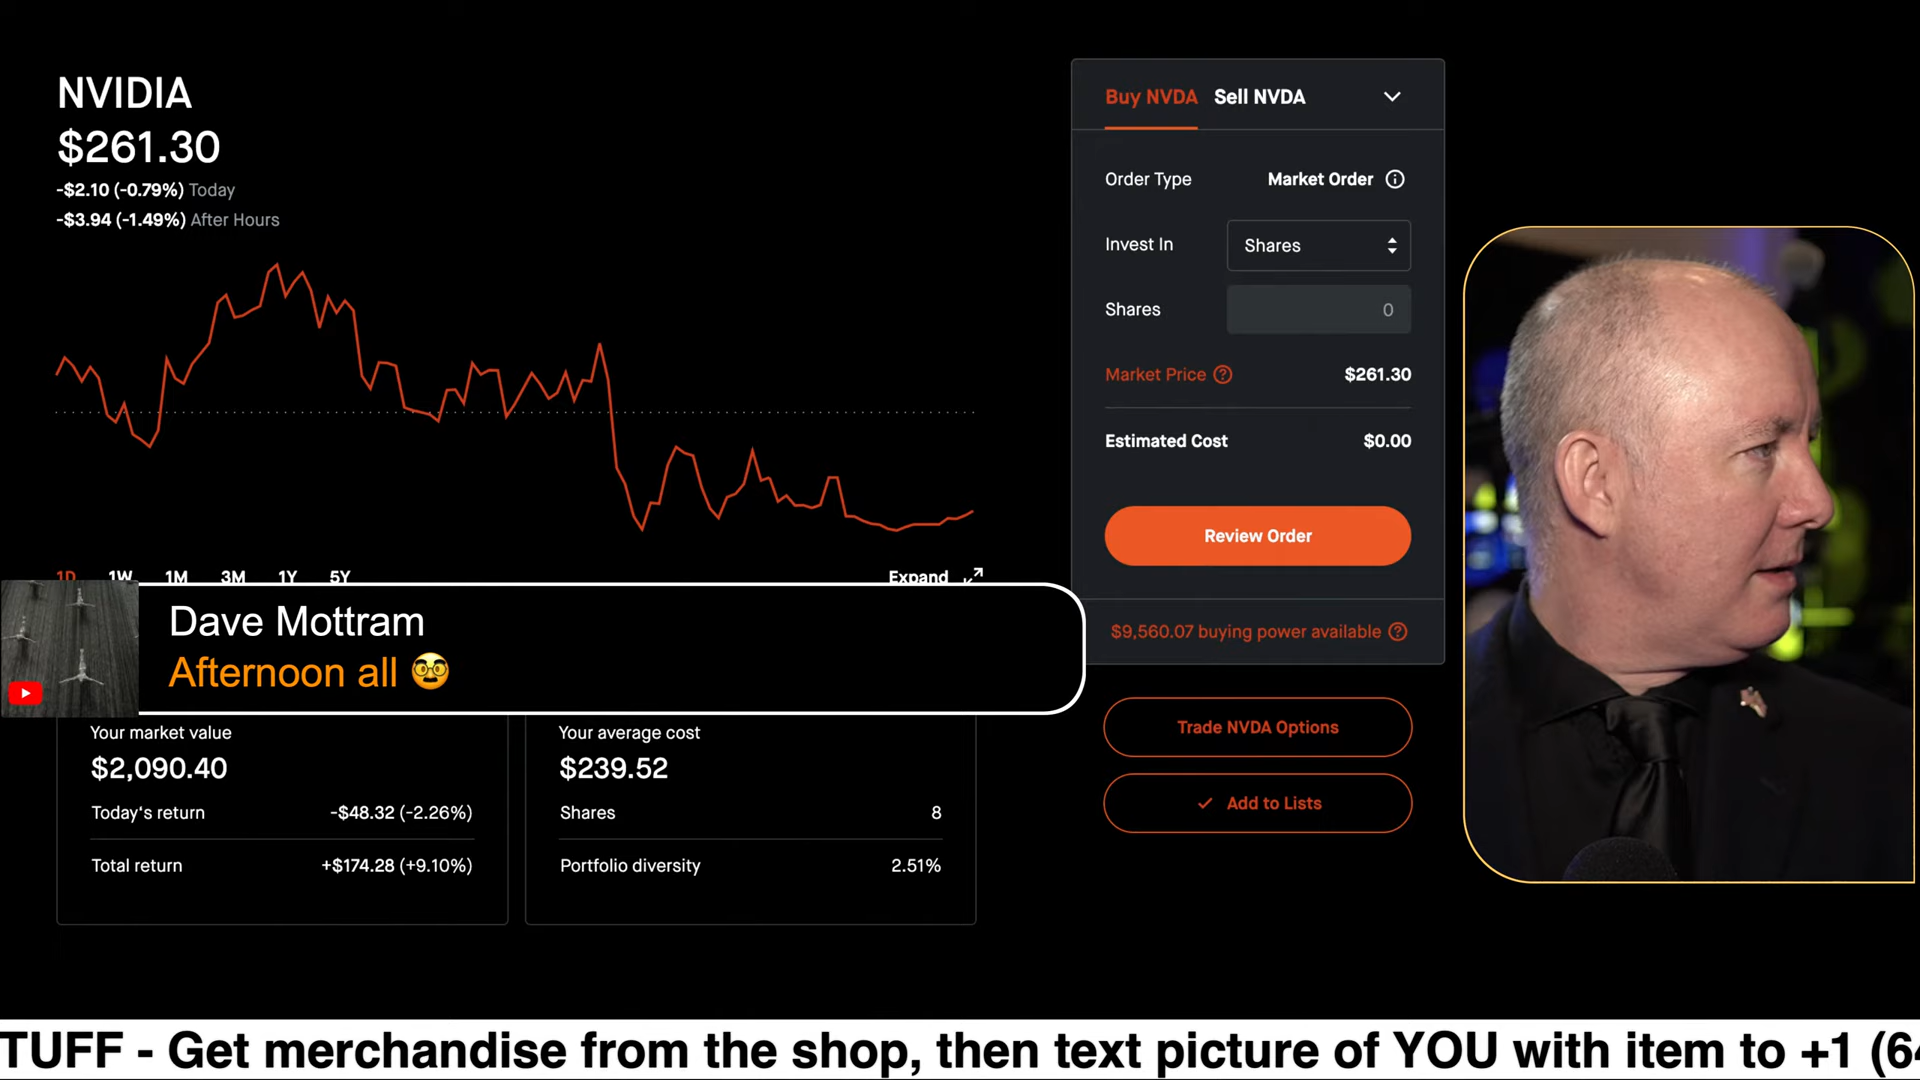 NVIDIA
$261.30
-$2.10 (-0.79%) Today
-$3.94 (-1.49%) After Hours
1D 1W 1M 3M 1Y 5Y
Expand
Dave Mottram
Afternoon all 🥸
Your market value
$2,090.40
Today's return -$48.32 (-2.26%)
Total return +$174.28 (+9.10%)
Your average cost
$239.52
Shares 8
Portfolio diversity 2.51%
Buy NVDA Sell NVDA
Order Type Market Order
Invest In Shares
Shares 0
Market Price $261.30
Estimated Cost $0.00
Review Order
$9,560.07 buying power available
Trade NVDA Options
Add to Lists
TUFF - Get merchandise from the shop, then text picture of YOU with item to +1 (64